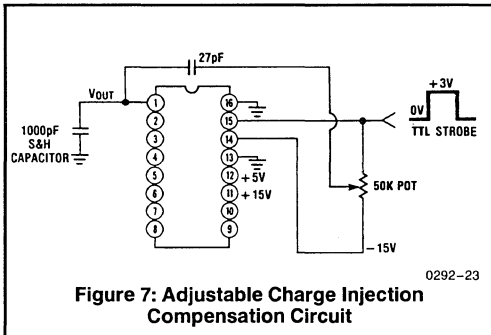 27pF
VOUT
1000pF
S&H
CAPACITOR
1
2
3
4
5
6
7
8
16
15
14
13
12
11
10
9
+5V
+15V
+3V
0V
TTL STROBE
50K POT
-15V
0292-23
Figure 7: Adjustable Charge Injection
Compensation Circuit